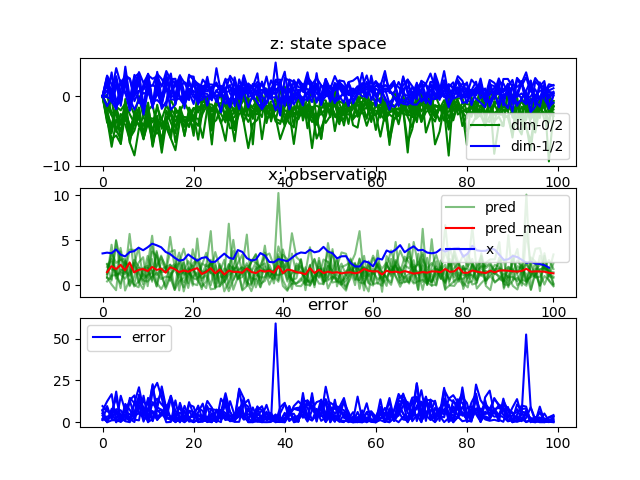 z: state space
0
−10
dim-0/2
dim-1/2
0 20 40 60 80 100
x: observation
10
5
0
pred
pred_mean
x
0 20 40 60 80 100
error
50
25
0
error
0 20 40 60 80 100